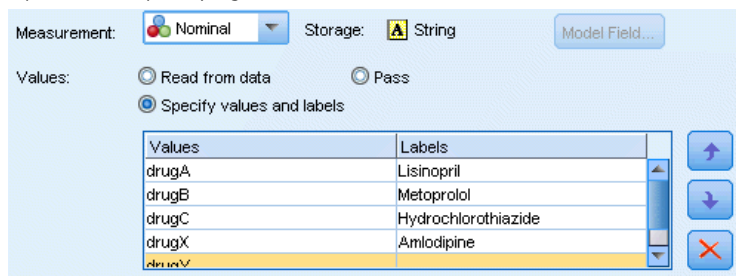 Measurement: Nominal Storage: A String Model Field...
Values: Read from data Pass
Specify values and labels
Values Labels
drugA Lisinopril
drugB Metoprolol
drugC Hydrochlorothiazide
drugX Amlodipine
drugY